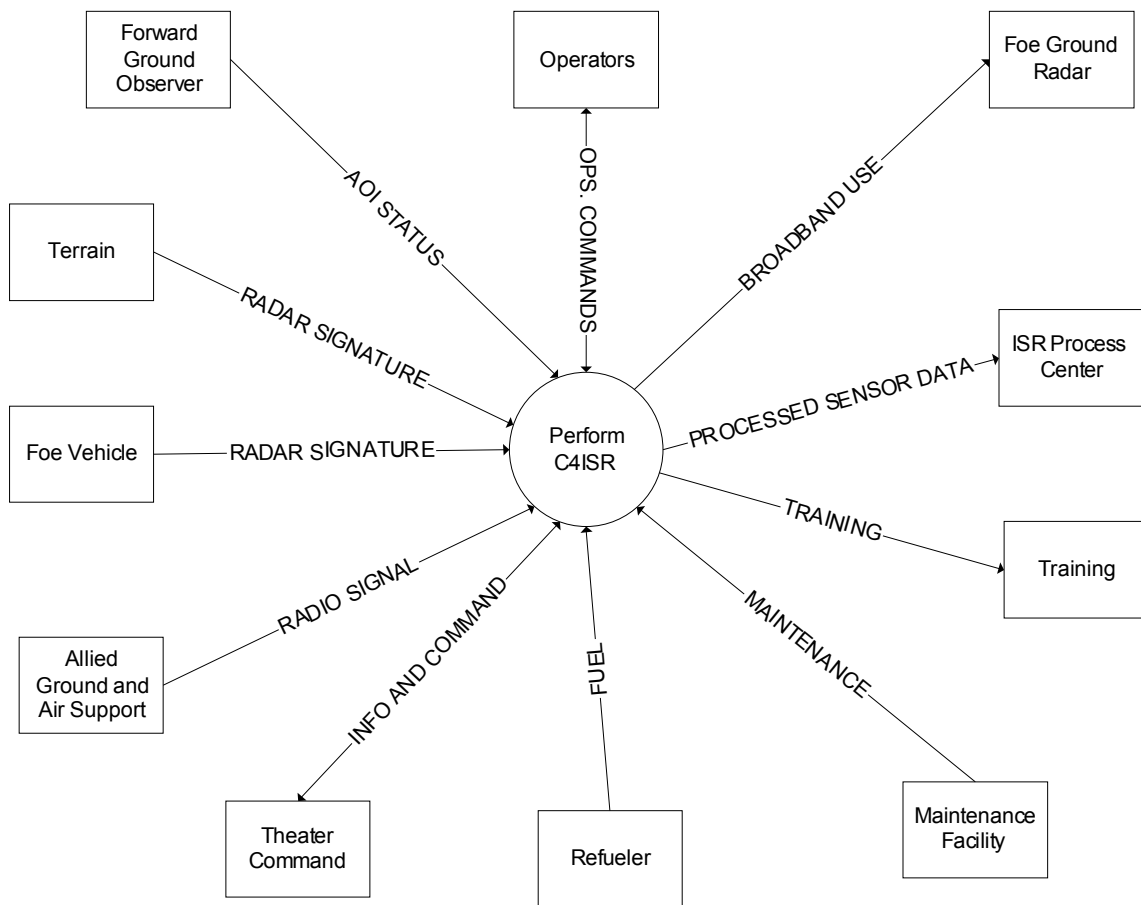 Forward
Ground
Observer
Operators
Foe Ground
Radar
AOI STATUS
OPS. COMMANDS
BROADBAND USE
Terrain
RADAR SIGNATURE
ISR Process
Center
PROCESSED SENSOR DATA
Foe Vehicle
RADAR SIGNATURE
Perform
C4ISR
TRAINING
Training
RADIO SIGNAL
Allied
Ground and
Air Support
INFO AND COMMAND
FUEL
MAINTENANCE
Theater
Command
Refueler
Maintenance
Facility